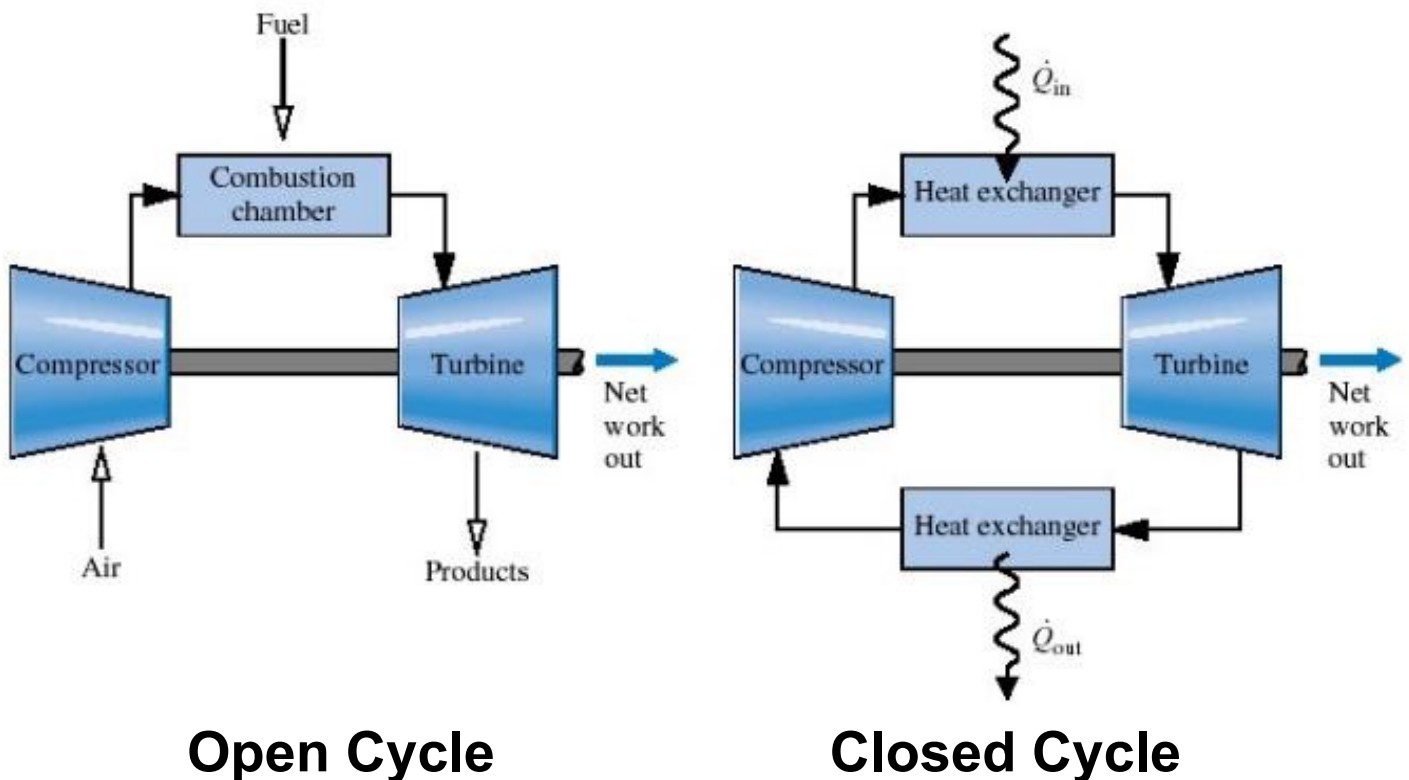 Fuel
Combustion
chamber
Compressor
Turbine
Net
work
out
Air
Products
Open Cycle
Q̇in
Heat exchanger
Compressor
Turbine
Net
work
out
Heat exchanger
Q̇out
Closed Cycle